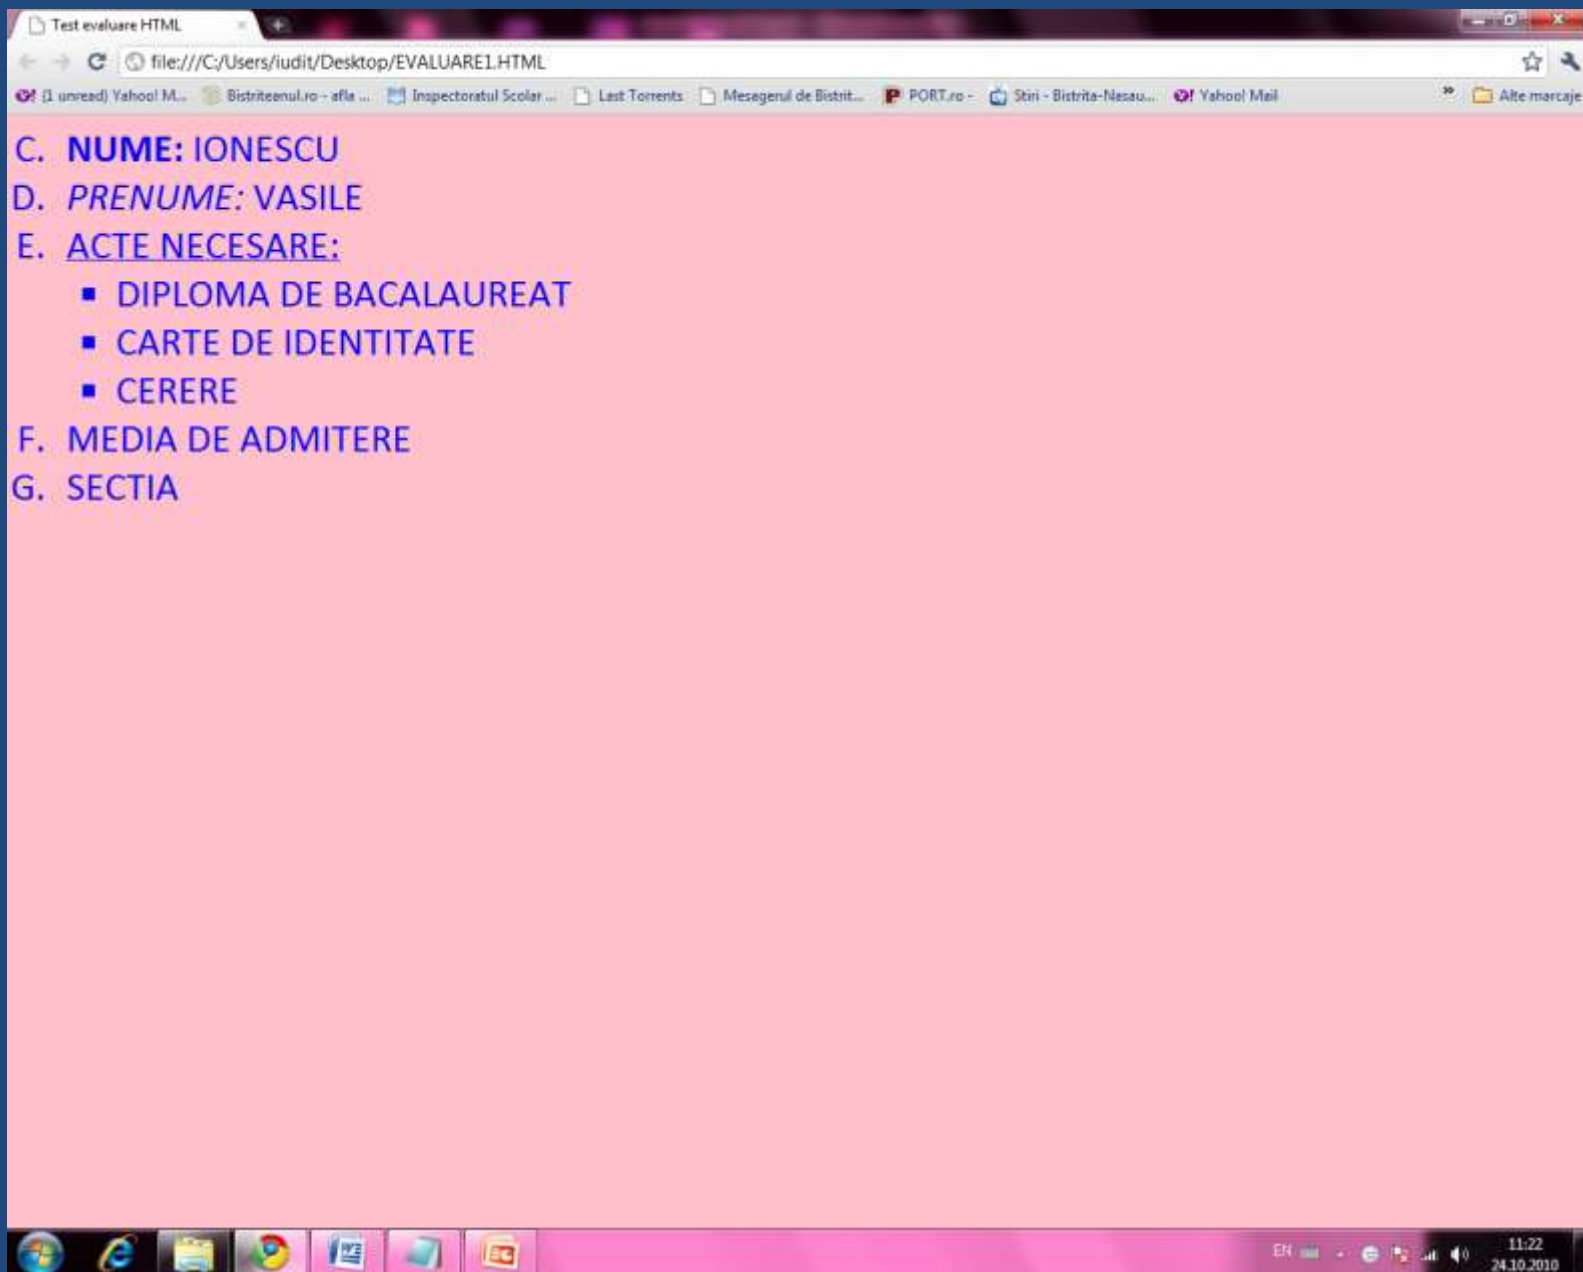 Test evaluare HTML
file:///C:/Users/iudit/Desktop/EVALUARE1.HTML
(1 unread) Yahoo! M... Bistriteanul.ro - afla ... Inspectoratul Scolar ... Last Torrents Mesagerul de Bistrit... PORT.ro - Stiri - Bistrita-Nasau... Yahoo! Mail » Alte marcaje
C. NUME: IONESCU
D. PRENUME: VASILE
E. ACTE NECESARE:
▪ DIPLOMA DE BACALAUREAT
▪ CARTE DE IDENTITATE
▪ CERERE
F. MEDIA DE ADMITERE
G. SECTIA
EN 11:22
24.10.2010